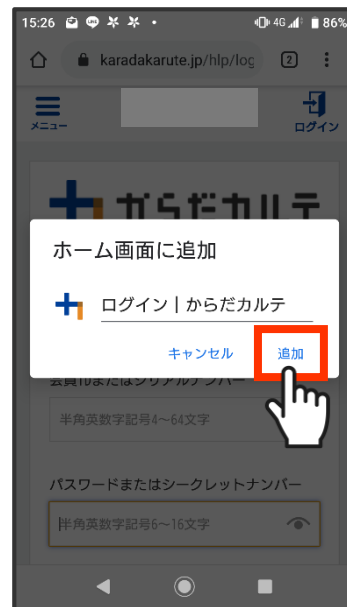 15:26
4G
86%
karadakarute.jp/hlp/log
2
メニュー
ログイン
からだカルテ
ホーム画面に追加
ログイン | からだカルテ
キャンセル
追加
会員IDまたはシリアルナンバー
半角英数字記号4~64文字
パスワードまたはシークレットナンバー
半角英数字記号6~16文字